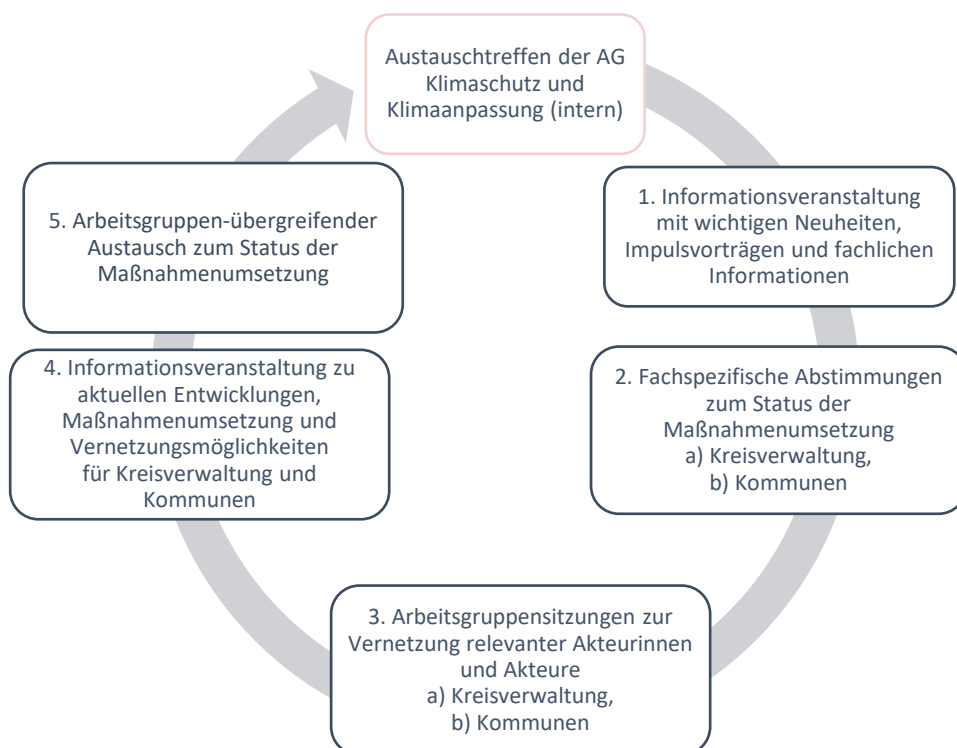 Austauschtreffen der AG
Klimaschutz und
Klimaanpassung (intern)
1. Informationsveranstaltung
mit wichtigen Neuheiten,
Impulsvorträgen und fachlichen
Informationen
2. Fachspezifische Abstimmungen
zum Status der
Maßnahmenumsetzung
a) Kreisverwaltung,
b) Kommunen
3. Arbeitsgruppensitzungen zur
Vernetzung relevanter Akteurinnen
und Akteure
a) Kreisverwaltung,
b) Kommunen
4. Informationsveranstaltung zu
aktuellen Entwicklungen,
Maßnahmenumsetzung und
Vernetzungsmöglichkeiten
für Kreisverwaltung und
Kommunen
5. Arbeitsgruppen-übergreifender
Austausch zum Status der
Maßnahmenumsetzung